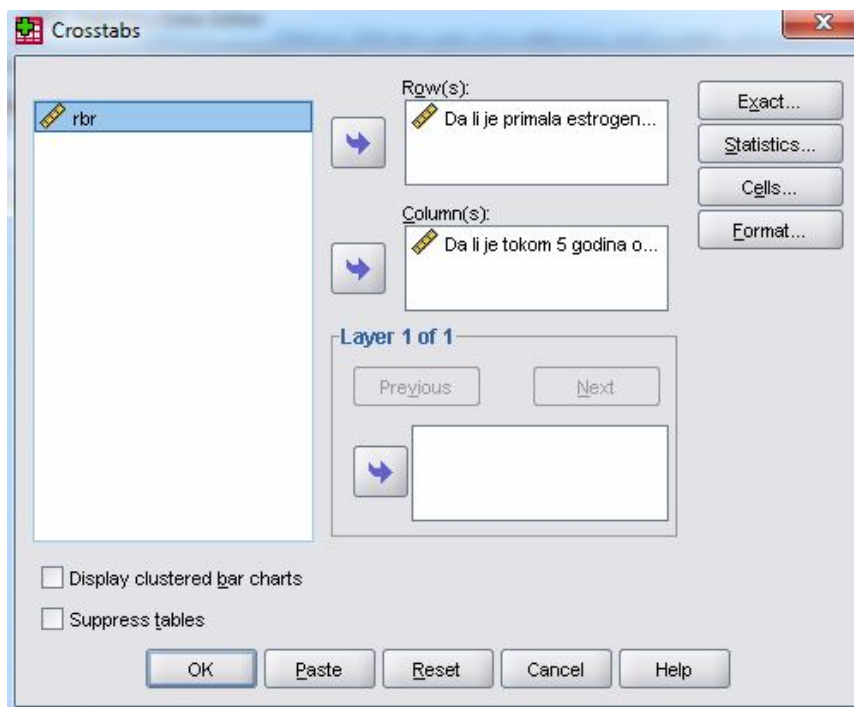 Crosstabs
rbr
Row(s):
Da li je primala estrogen...
Column(s):
Da li je tokom 5 godina o...
Layer 1 of 1
Previous
Next
Exact...
Statistics...
Cells...
Format...
Display clustered bar charts
Suppress tables
OK
Paste
Reset
Cancel
Help